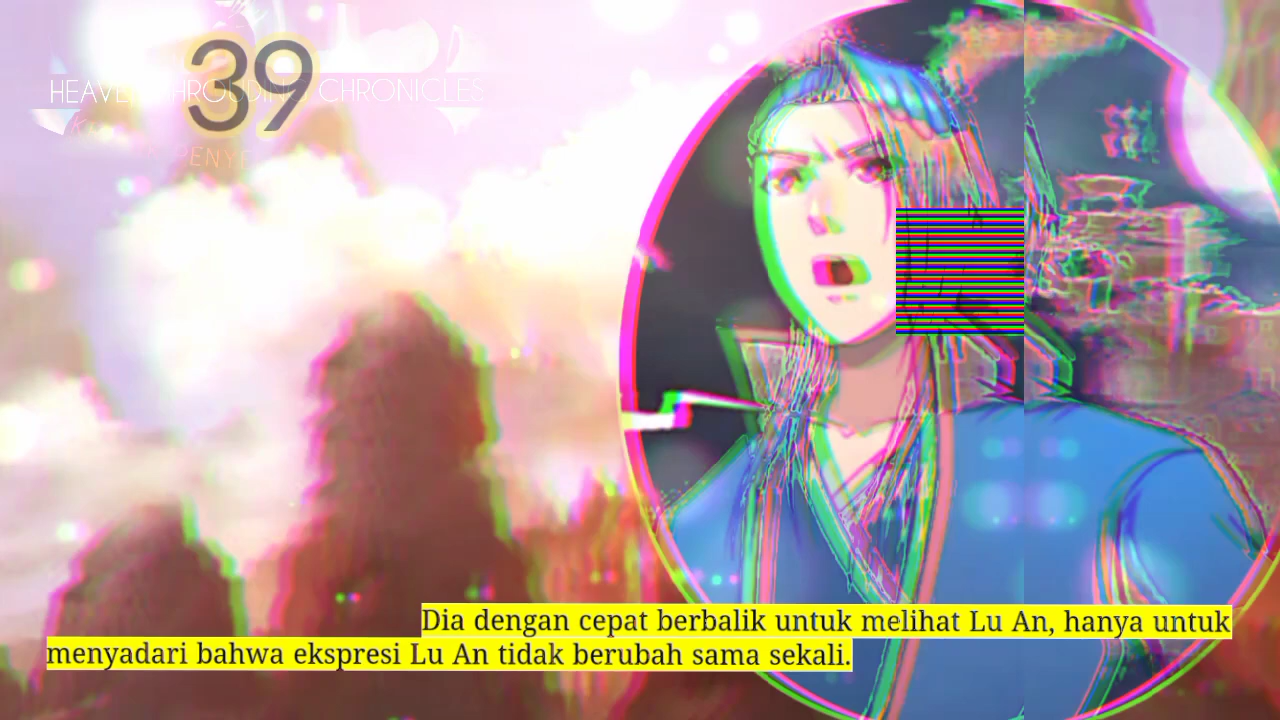 39
CHRONICLES
Dia dengan cepat berbalik untuk melihat Lu An, hanya untuk
menyadari bahwa ekspresi Lu An tidak berubah sama sekali.